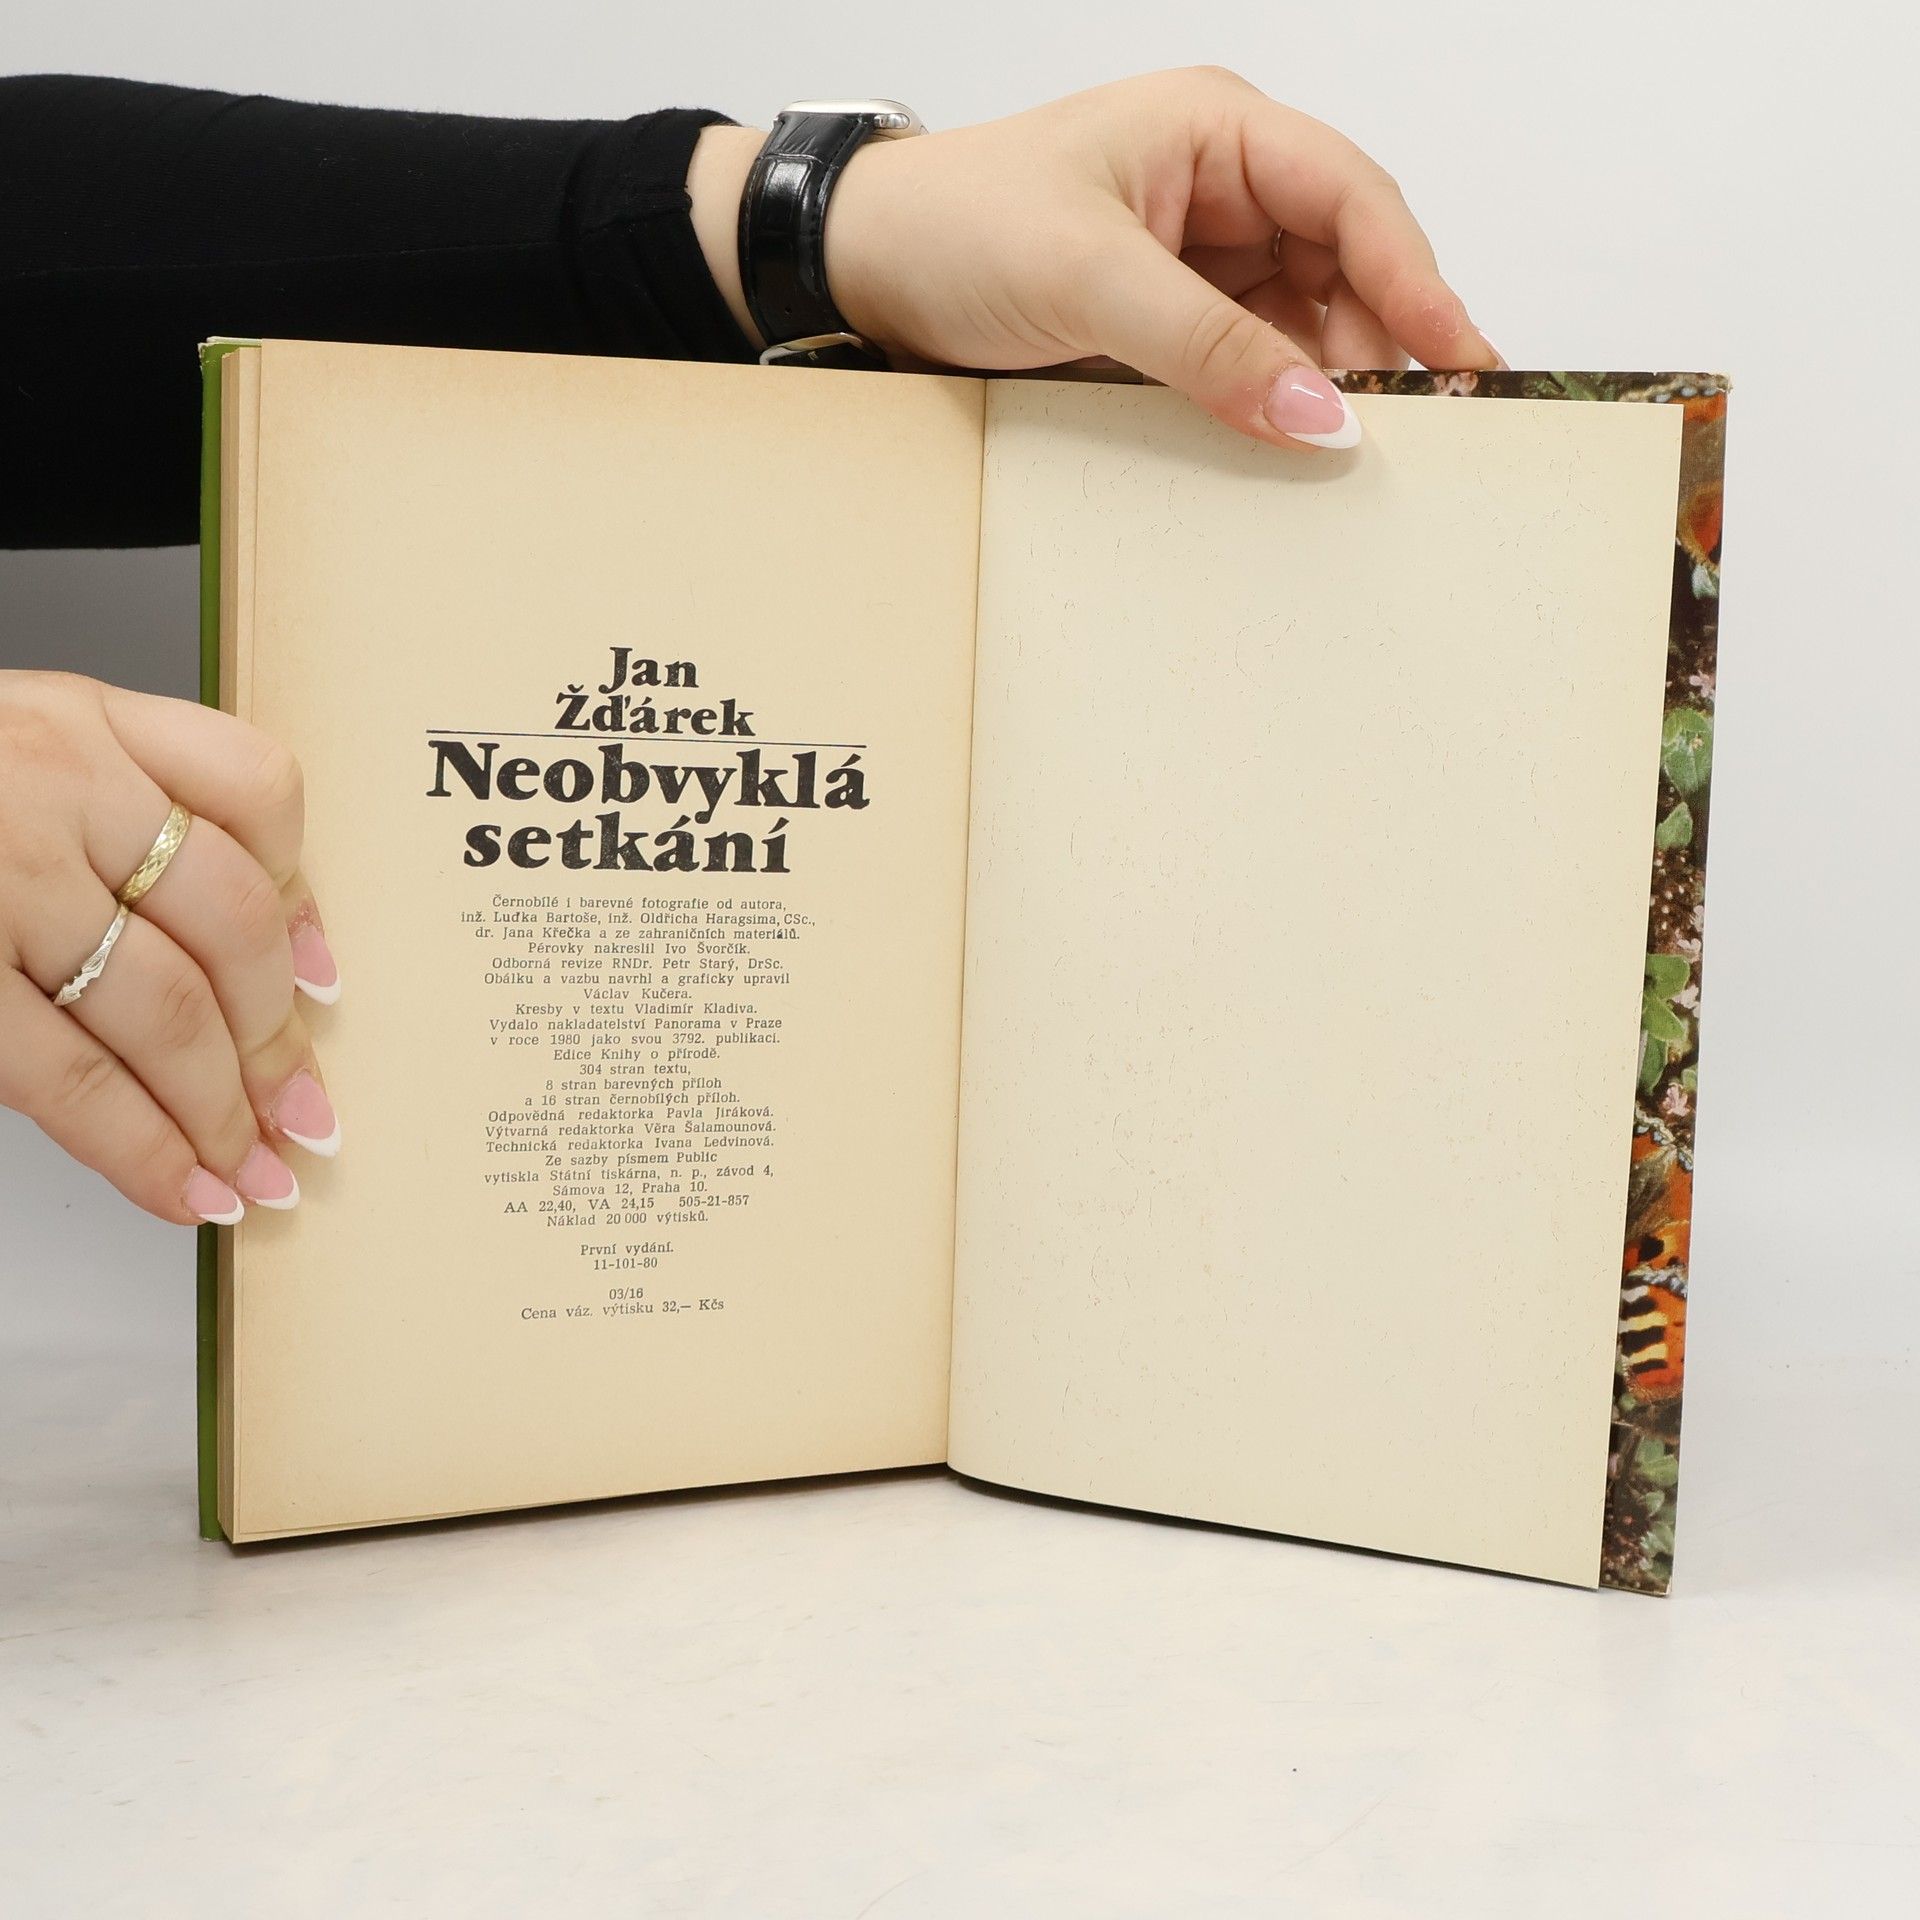 Jan
Žďárek
Neobvyklá
setkání
Černobílé i barevné fotografie od autora,
inž. Luďka Bartoše, inž. Oldřicha Haragsima, CSc.,
dr. Jana Křečka a ze zahraničních materiálů.
Pérovky nakreslil Ivo Švorčík.
Odborná revize RNDr. Petr Starý, DrSc.
Obálku a vazbu navrhl a graficky upravil
Václav Kučera.
Kresby v textu Vladimír Kladiva.
Vydalo nakladatelství Panorama v Praze
v roce 1980 jako svou 3792. publikaci.
Edice Knihy o přírodě.
304 stran textu,
8 stran barevných příloh
a 16 stran černobílých příloh.
Odpovědná redaktorka Pavla Jiráková.
Výtvarná redaktorka Věra Šalamounová.
Technická redaktorka Ivana Ledvinová.
Ze sazby písmem Public
vytiskla Státní tiskárna, n. p., závod 4,
Sámova 12, Praha 10.
AA 22,40, VA 24,15 505-21-857
Náklad 20 000 výtisků.
První vydání.
11-101-80
03/16
Cena váz. výtisku 32,— Kčs